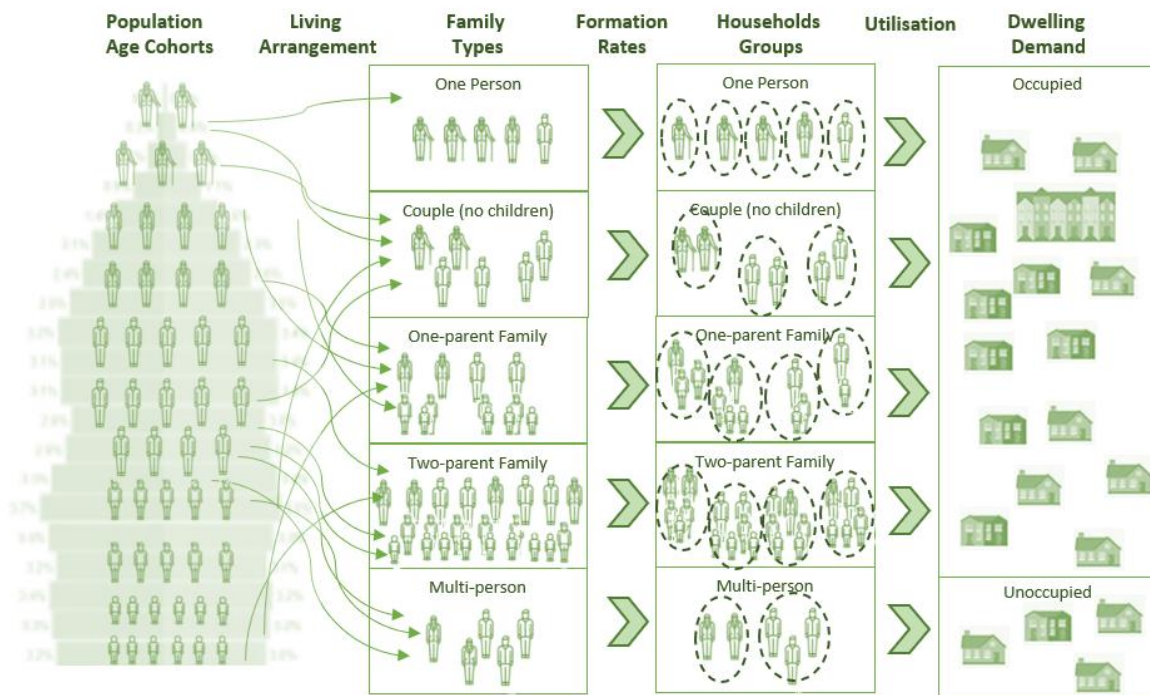 Population
Age Cohorts
Living
Arrangement
Family
Types
Formation
Rates
Households
Groups
Utilisation
Dwelling
Demand
One Person
One Person
Occupied
Couple (no children)
Couple (no children)
One-parent Family
One-parent Family
Two-parent Family
Two-parent Family
Multi-person
Multi-person
Unoccupied